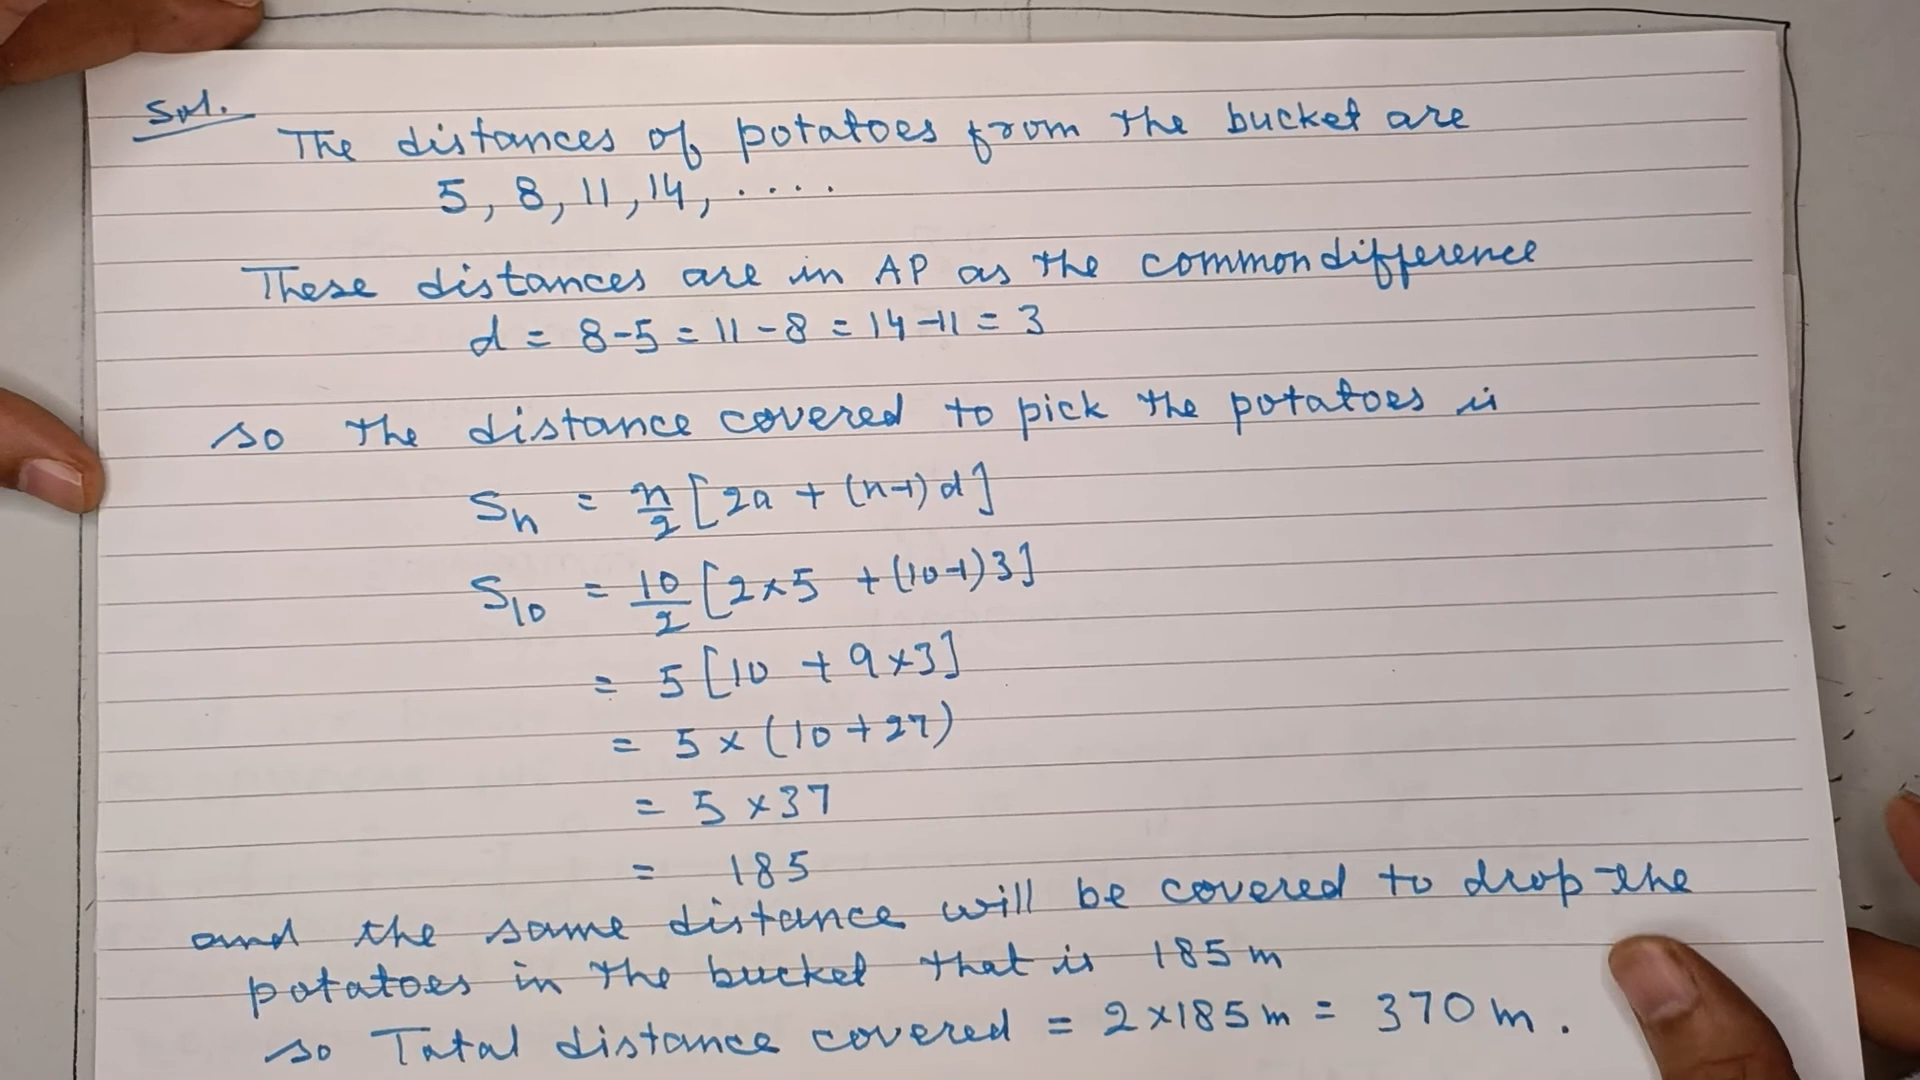 Sol.
The distances of potatoes from the bucket are
5, 8, 11, 14, ....
These distances are in AP as the common difference
d = 8-5 = 11-8 = 14-11 = 3
so the distance covered to pick the potatoes is
Sn = n/2 [2a + (n-1)d]
S10 = 10/2 [2×5 + (10-1)3]
= 5 [10 + 9×3]
= 5 × (10+27)
= 5 × 37
= 185
and the same distance will be covered to drop the
potatoes in the bucket that is 185 m
so Total distance covered = 2×185 m = 370 m.